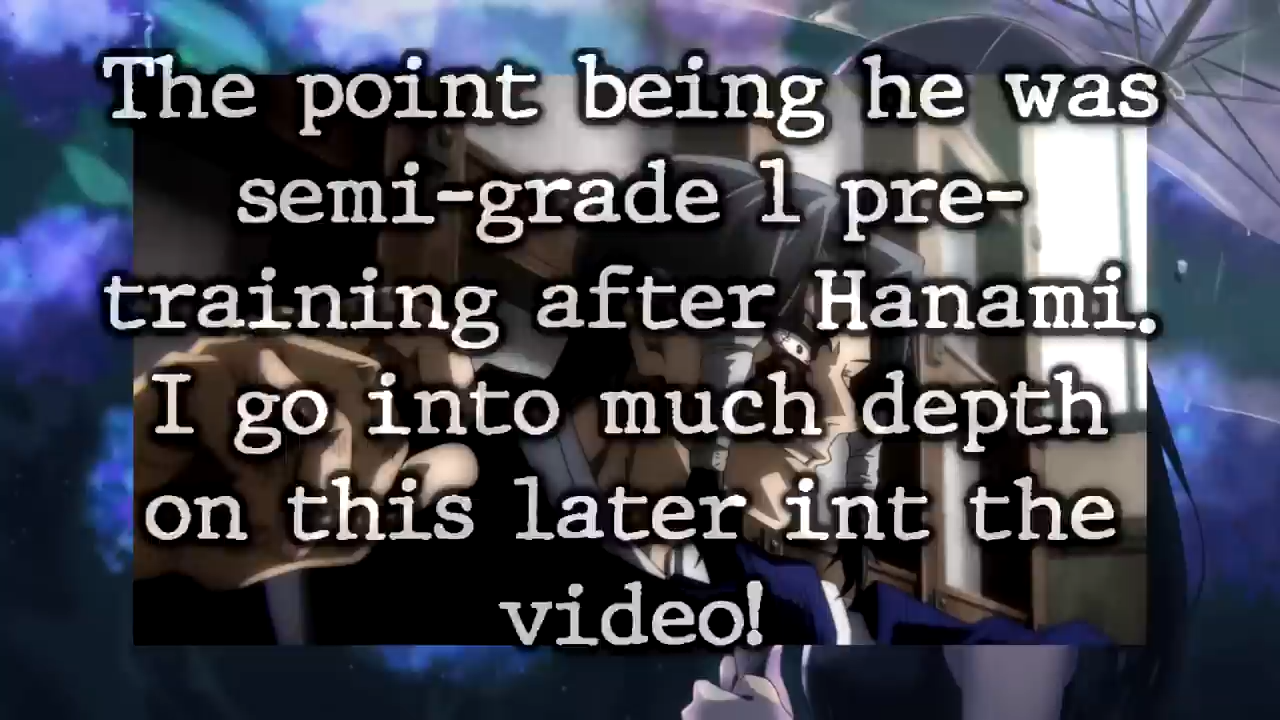 The point being he was
semi-grade 1 pre-
training after Hanami.
I go into much depth
on this later int the
video!